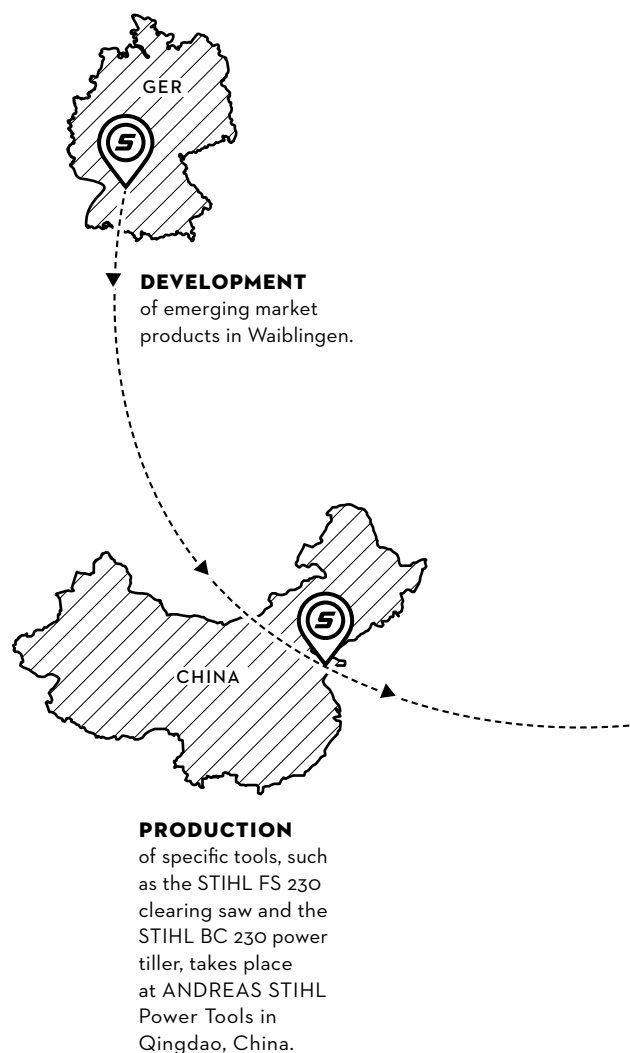 GER
S
DEVELOPMENT
of emerging market
products in Waiblingen.
S
CHINA
PRODUCTION
of specific tools, such
as the STIHL FS 230
clearing saw and the
STIHL BC 230 power
tiller, takes place
at ANDREAS STIHL
Power Tools in
Qingdao, China.